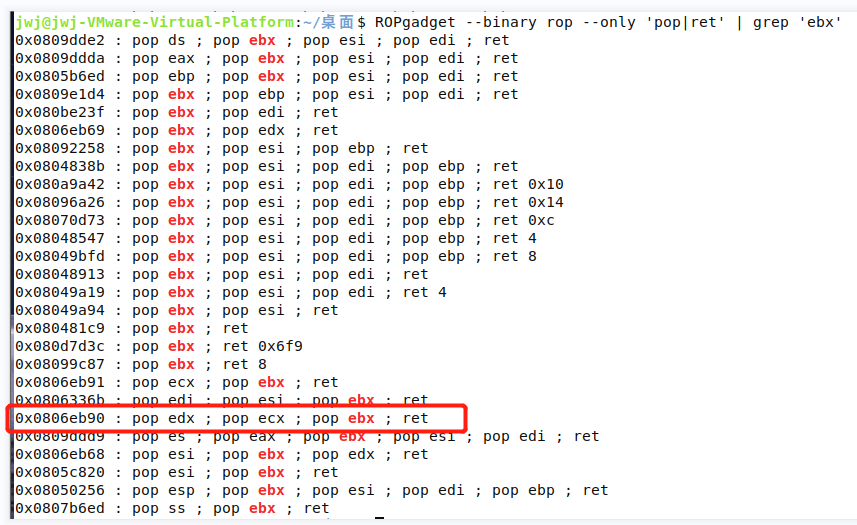 jwj@jwj-VMware-Virtual-Platform:~/桌面$ ROPgadget --binary rop --only 'pop|ret' | grep 'ebx'
0x0809dde2 : pop ds ; pop ebx ; pop esi ; pop edi ; ret
0x0809ddda : pop eax ; pop ebx ; pop esi ; pop edi ; ret
0x0805b6ed : pop ebp ; pop ebx ; pop esi ; pop edi ; ret
0x0809e1d4 : pop ebx ; pop ebp ; pop esi ; pop edi ; ret
0x080be23f : pop ebx ; pop edi ; ret
0x0806eb69 : pop ebx ; pop edx ; ret
0x08092258 : pop ebx ; pop esi ; pop ebp ; ret
0x0804838b : pop ebx ; pop esi ; pop edi ; pop ebp ; ret
0x080a9a42 : pop ebx ; pop esi ; pop edi ; pop ebp ; ret 0x10
0x08096a26 : pop ebx ; pop esi ; pop edi ; pop ebp ; ret 0x14
0x08070d73 : pop ebx ; pop esi ; pop edi ; pop ebp ; ret 0xc
0x08048547 : pop ebx ; pop esi ; pop edi ; pop ebp ; ret 4
0x08049bfd : pop ebx ; pop esi ; pop edi ; pop ebp ; ret 8
0x08048913 : pop ebx ; pop esi ; pop edi ; ret
0x08049a19 : pop ebx ; pop esi ; pop edi ; ret 4
0x08049a94 : pop ebx ; pop esi ; ret
0x080481c9 : pop ebx ; ret
0x080d7d3c : pop ebx ; ret 0x6f9
0x08099c87 : pop ebx ; ret 8
0x0806eb91 : pop ecx ; pop ebx ; ret
0x0806336b : pop edi ; pop esi ; pop ebx ; ret
0x0806eb90 : pop edx ; pop ecx ; pop ebx ; ret
0x0809ddd9 : pop es ; pop eax ; pop ebx ; pop esi ; pop edi ; ret
0x0806eb68 : pop esi ; pop ebx ; pop edx ; ret
0x0805c820 : pop esi ; pop ebx ; ret
0x08050256 : pop esp ; pop ebx ; pop esi ; pop edi ; pop ebp ; ret
0x0807b6ed : pop ss ; pop ebx ; ret